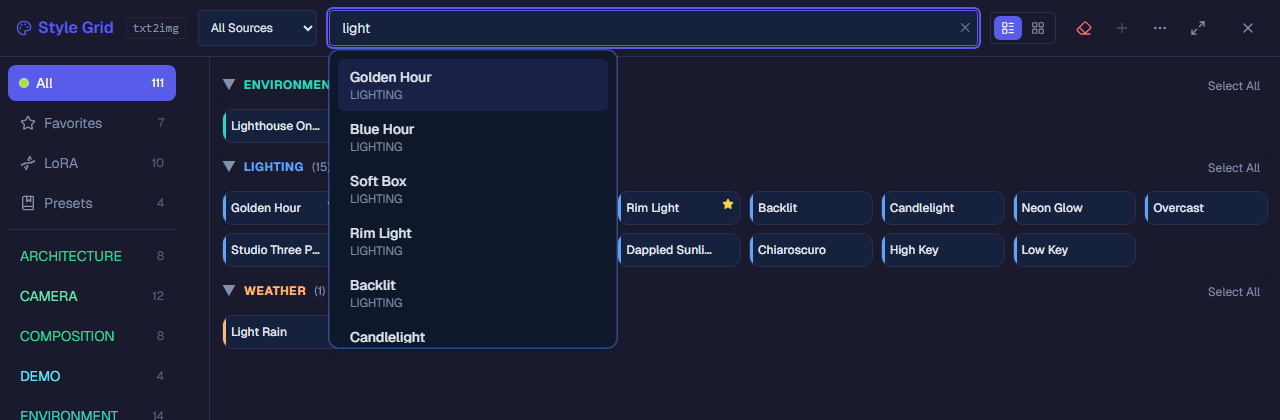 Style Grid txt2img All Sources light
All 111
Favorites 7
LoRA 10
Presets 4
ARCHITECTURE 8
CAMERA 12
COMPOSITION 8
DEMO 4
ENVIRONMENT 14
Golden Hour
LIGHTING
Blue Hour
LIGHTING
Soft Box
LIGHTING
Rim Light
LIGHTING
Backlit
LIGHTING
Candlelight
ENVIRONMEN Select All
Lighthouse On...
LIGHTING (15) Select All
Golden Hour Rim Light Backlit Candlelight Neon Glow Overcast
Studio Three P... Dappled Sunli... Chiaroscuro High Key Low Key
WEATHER (1) Select All
Light Rain